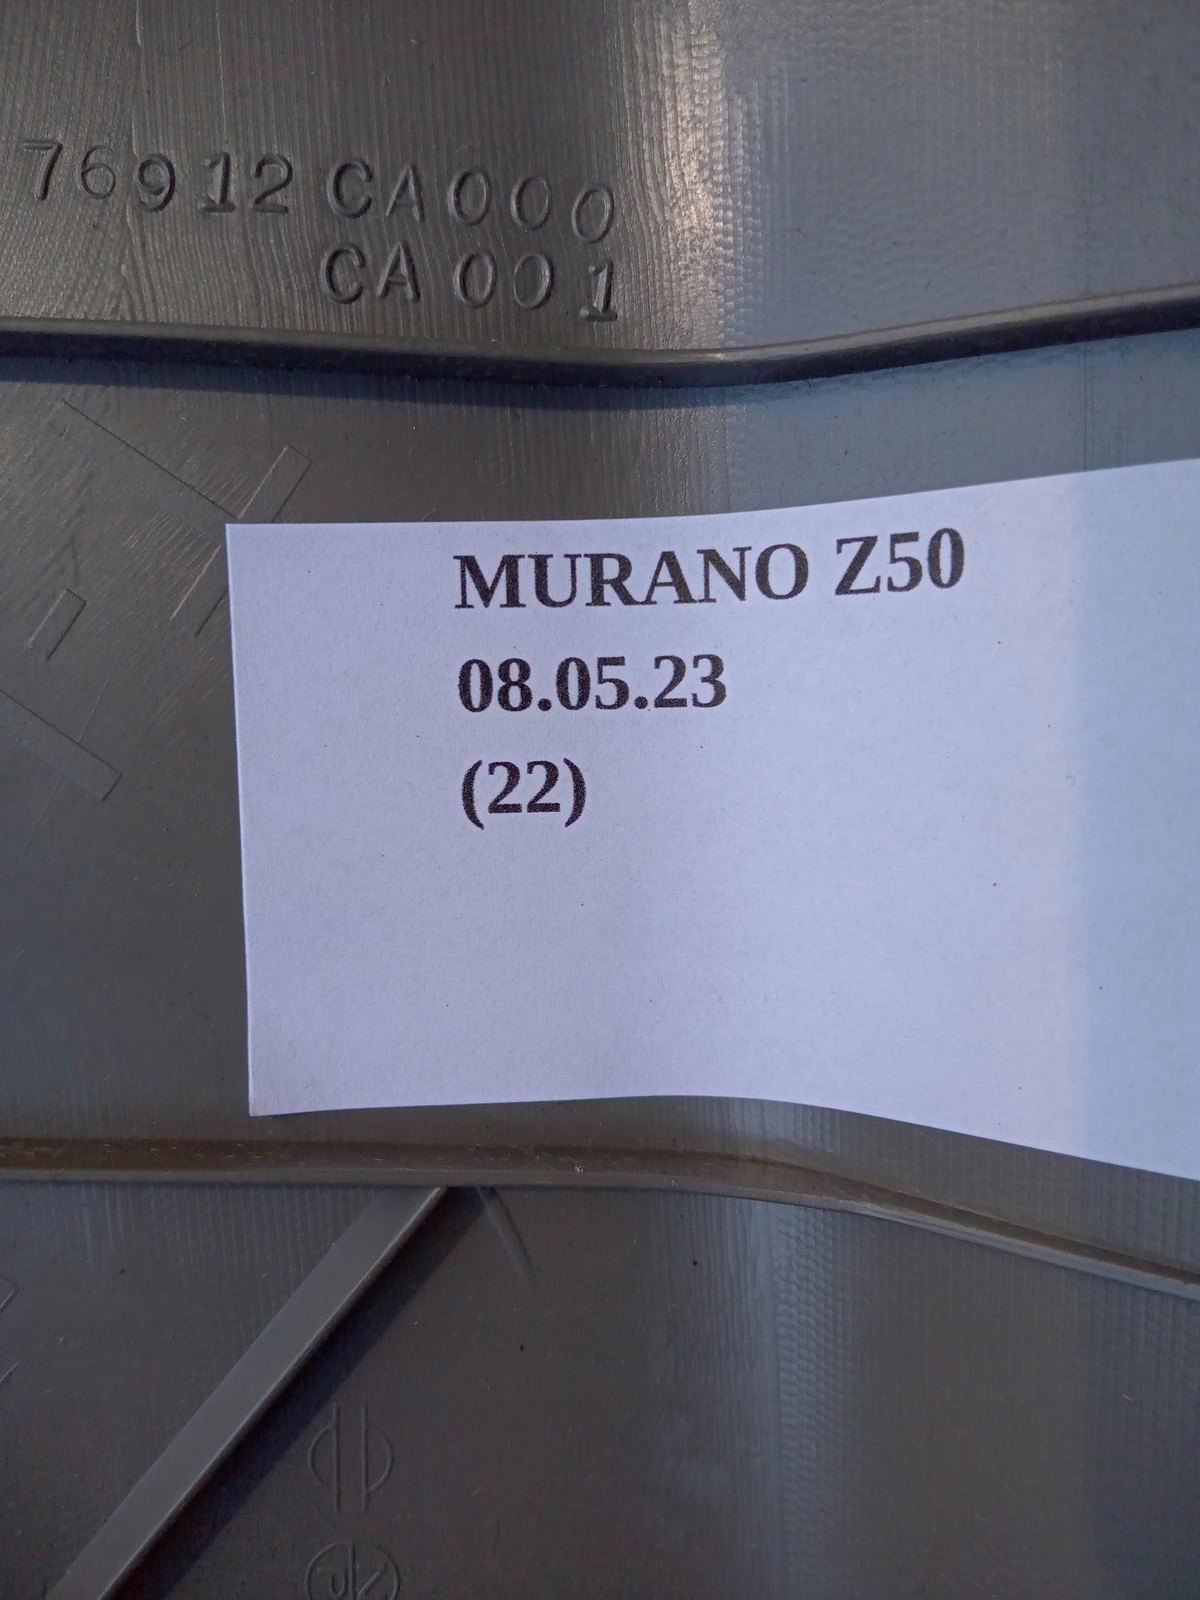 76912 CA000
CA001
MURANO Z50
08.05.23
(22)